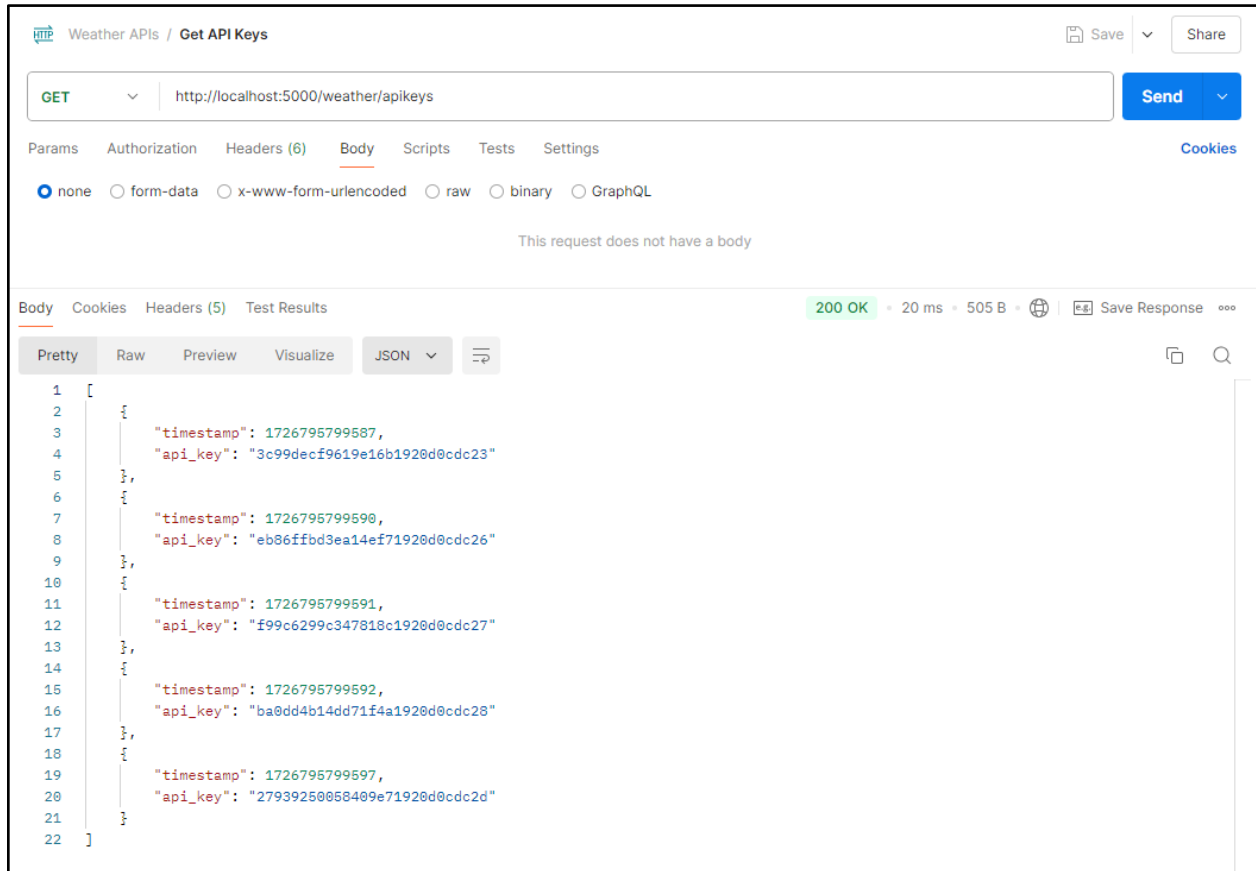 HTTP Weather APIs / Get API Keys Save Share
GET http://localhost:5000/weather/apikeys Send
Params Authorization Headers (6) Body Scripts Tests Settings Cookies
none form-data x-www-form-urlencoded raw binary GraphQL
This request does not have a body
Body Cookies Headers (5) Test Results 200 OK 20 ms 505 B e.g. Save Response
Pretty Raw Preview Visualize JSON
1 [
2 {
3 "timestamp": 1726795799587,
4 "api_key": "3c99decf9619e16b1920d0cdc23"
5 },
6 {
7 "timestamp": 1726795799590,
8 "api_key": "eb86ffbd3ea14ef71920d0cdc26"
9 },
10 {
11 "timestamp": 1726795799591,
12 "api_key": "f99c6299c347818c1920d0cdc27"
13 },
14 {
15 "timestamp": 1726795799592,
16 "api_key": "ba0dd4b14dd71f4a1920d0cdc28"
17 },
18 {
19 "timestamp": 1726795799597,
20 "api_key": "27939250058409e71920d0cdc2d"
21 }
22 ]